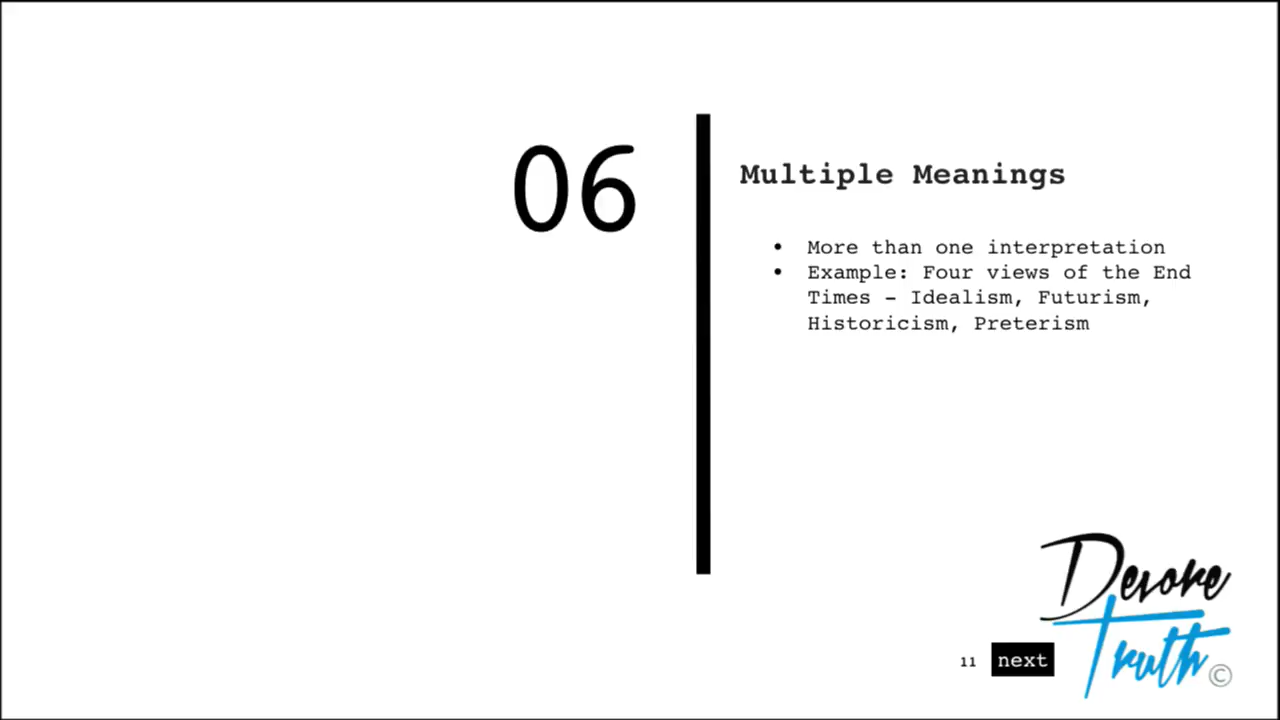 06
Multiple Meanings
• More than one interpretation
• Example: Four views of the End
Times – Idealism, Futurism,
Historicism, Preterism
11 next
Devore
Truth ©